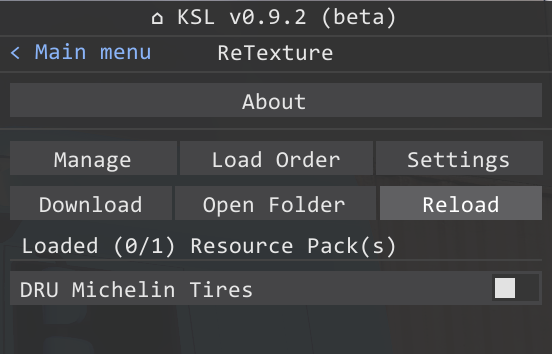 ⌂ KSL v0.9.2 (beta)
< Main menu ReTexture
About
Manage Load Order Settings
Download Open Folder Reload
Loaded (0/1) Resource Pack(s)
DRU Michelin Tires